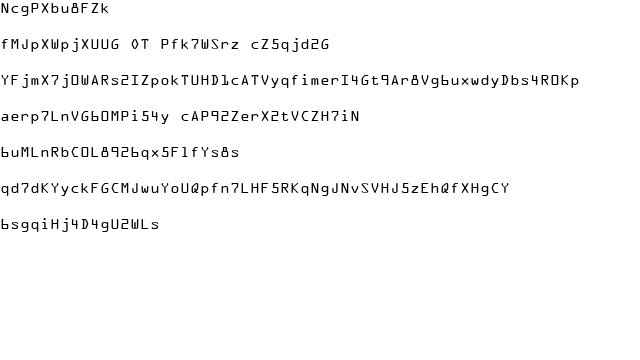 NcgPXbu8FZk
fMJpXWpjXUUG 0T Pfk7WSrz cZ5qjd2G
YFjmX7jOWARs2IZpokTUHD1cATVyqfimerI4Gt9Ar8Vg6uxwdyDbs4ROKp
aerp7LnVG6OMPi54y cAP92ZerX2tVCZH7iN
6uMLnRbCOL8926qx5F1fYs8s
qd7dKYyckFGCMJwuYoUQpfn7LHF5RKqNgJNvSVHJ5zEhQfXHgCY
6sgqiHj4D4gU2WLs